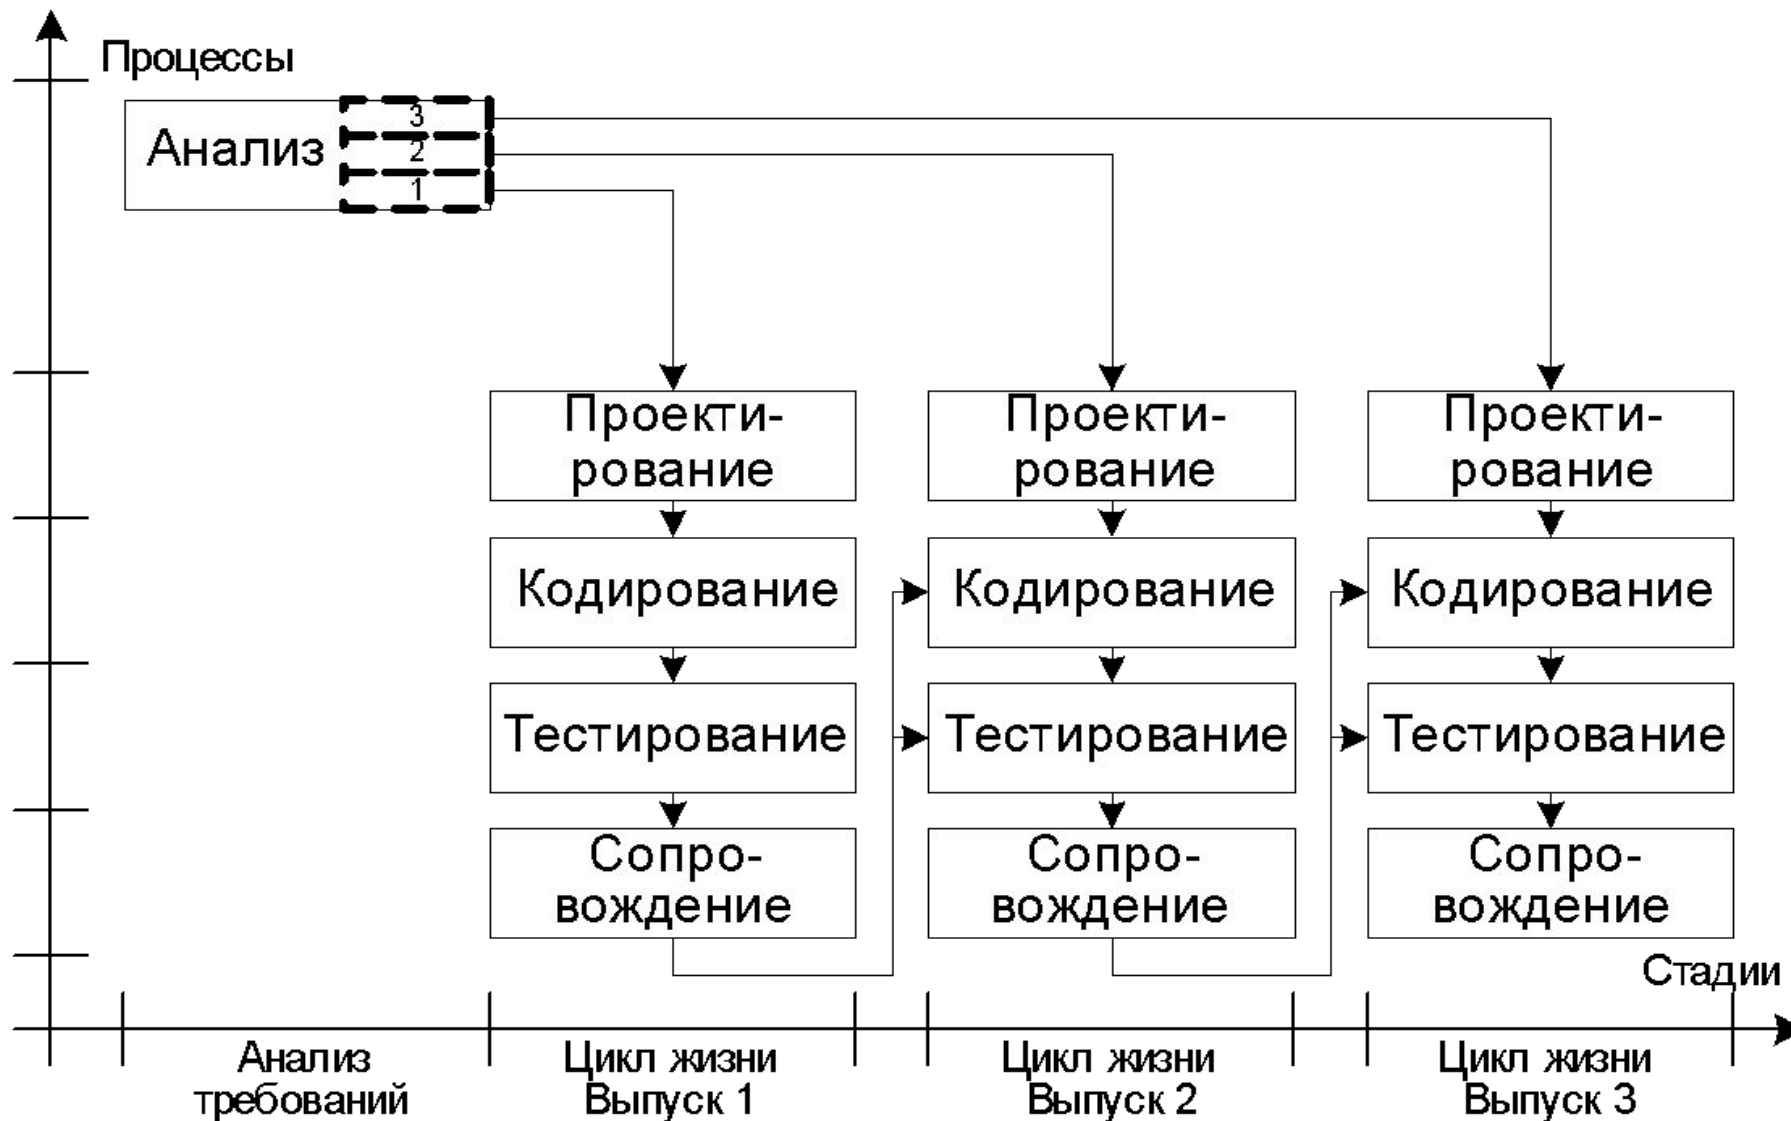 Процессы
Анализ
3
2
1
Проекти-
рование
Проекти-
рование
Проекти-
рование
Кодирование
Кодирование
Кодирование
Тестирование
Тестирование
Тестирование
Сопро-
вождение
Сопро-
вождение
Сопро-
вождение
Стадии
Анализ
требований
Цикл жизни
Выпуск 1
Цикл жизни
Выпуск 2
Цикл жизни
Выпуск 3